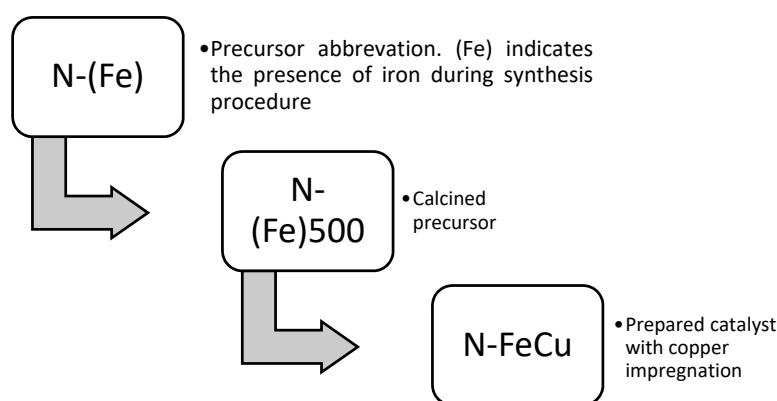 N-(Fe)
•Precursor abbrevation. (Fe) indicates
the presence of iron during synthesis
procedure
N-
(Fe)500
•Calcined
precursor
N-FeCu
•Prepared catalyst
with copper
impregnation